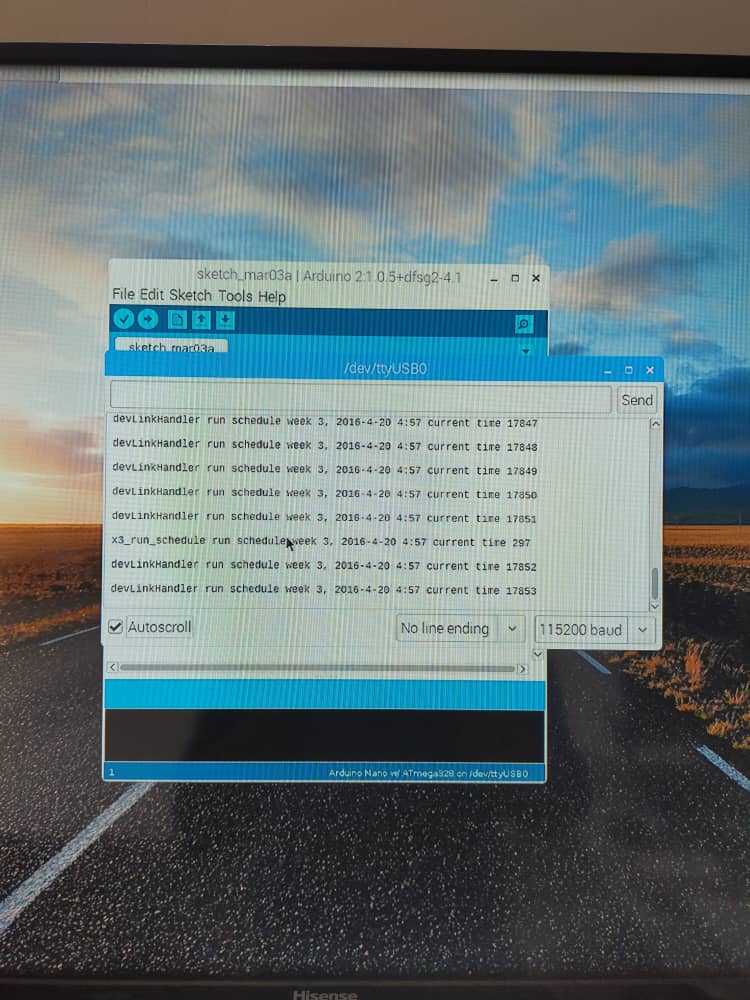 sketch_mar03a | Arduino 2:1.0.5+dfsg2-4.1
File Edit Sketch Tools Help
sketch_mar03a
/dev/ttyUSB0
Send
devLinkHandler run schedule week 3, 2016-4-20 4:57 current time 17847
devLinkHandler run schedule week 3, 2016-4-20 4:57 current time 17848
devLinkHandler run schedule week 3, 2016-4-20 4:57 current time 17849
devLinkHandler run schedule week 3, 2016-4-20 4:57 current time 17850
devLinkHandler run schedule week 3, 2016-4-20 4:57 current time 17851
x3_run_schedule run schedule week 3, 2016-4-20 4:57 current time 297
devLinkHandler run schedule week 3, 2016-4-20 4:57 current time 17852
devLinkHandler run schedule week 3, 2016-4-20 4:57 current time 17853
Autoscroll No line ending 115200 baud
1 Arduino Nano w/ ATmega328 on /dev/ttyUSB0
Hisense